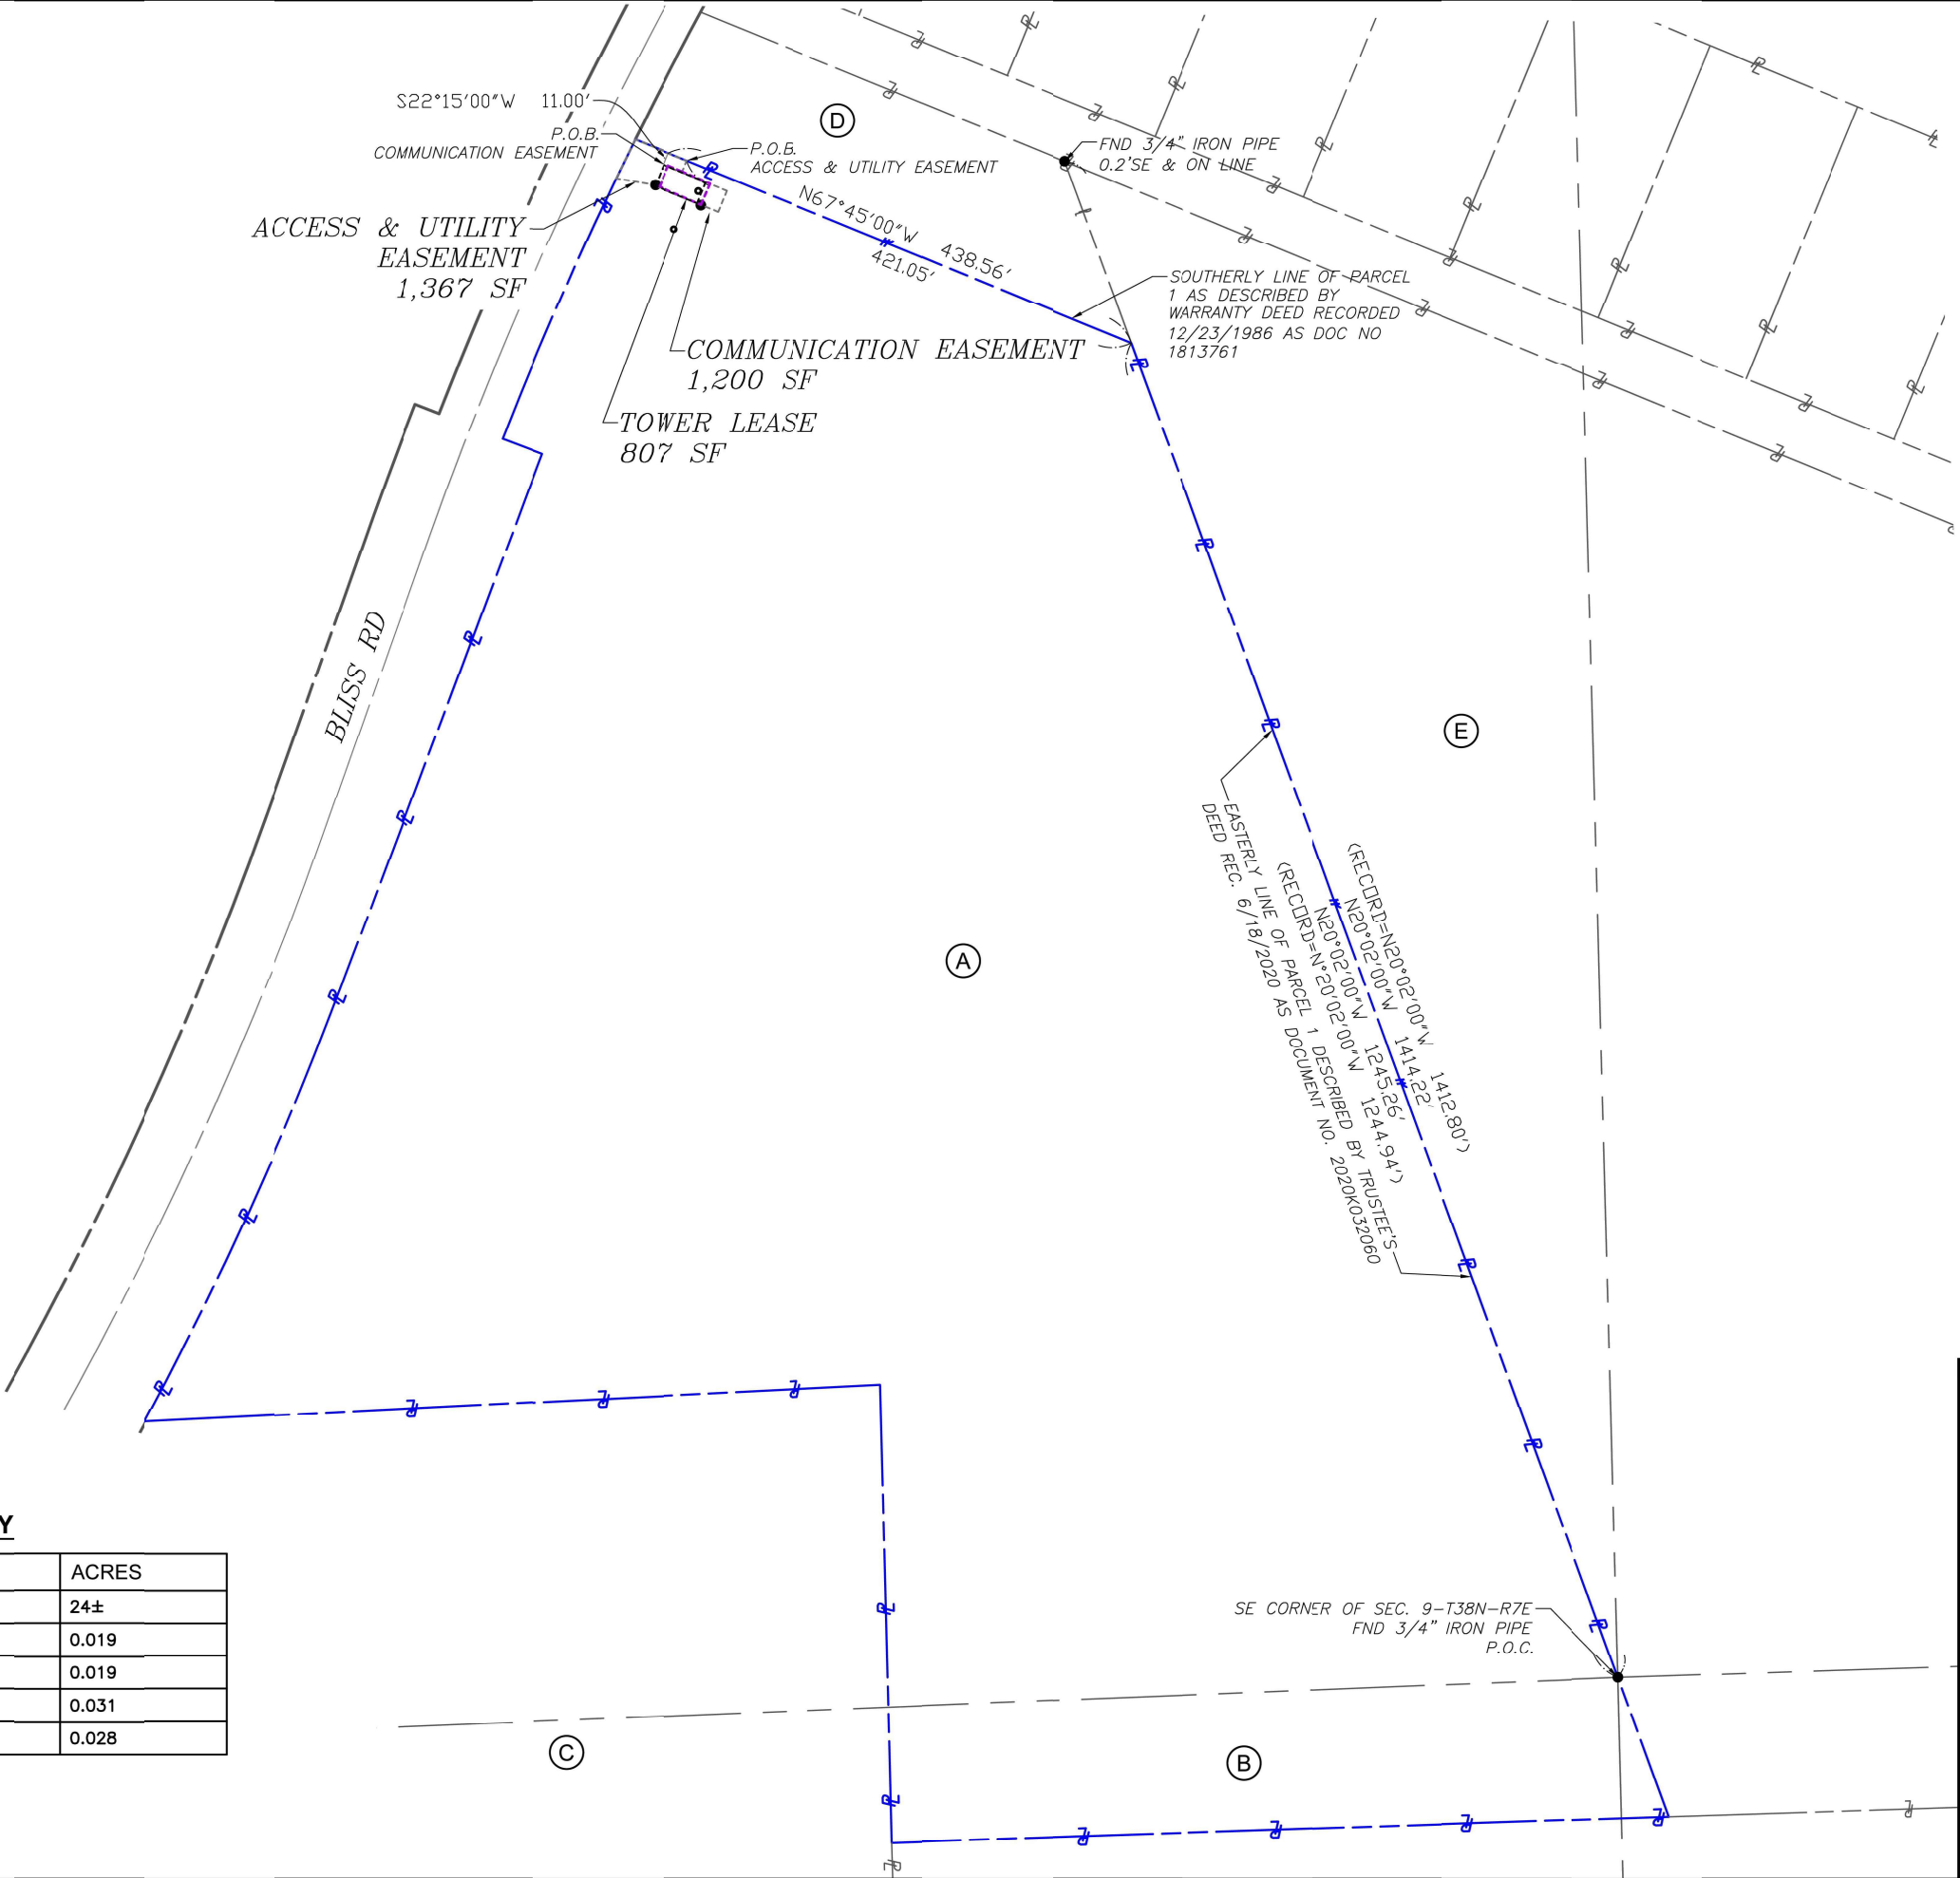 S22°15'00"W 11.00'
P.O.B.
COMMUNICATION EASEMENT
D
P.O.B.
ACCESS & UTILITY EASEMENT
FND 3/4" IRON PIPE
0.2'SE & ON LINE
ACCESS & UTILITY
EASEMENT
1,367 SF
N67°45'00"W 438.56'
421.05'
SOUTHERLY LINE OF PARCEL
1 AS DESCRIBED BY
WARRANTY DEED RECORDED
12/23/1986 AS DOC NO
1813761
COMMUNICATION EASEMENT
1,200 SF
TOWER LEASE
807 SF
BLISS RD
E
A
(RECORD=N20°02'00"W 1412.80')
N20°02'00"W 1414.22'
N20°02'00"W 1245.26'
(RECORD=N°20'02'00"W 1244.94')
EASTERLY LINE OF PARCEL 1 DESCRIBED BY TRUSTEE'S
DEED REC. 6/18/2020 AS DOCUMENT NO. 2020K032060
Y
ACRES
24±
0.019
0.019
0.031
0.028
SE CORNER OF SEC. 9-T38N-R7E
FND 3/4" IRON PIPE
P.O.C.
C
B